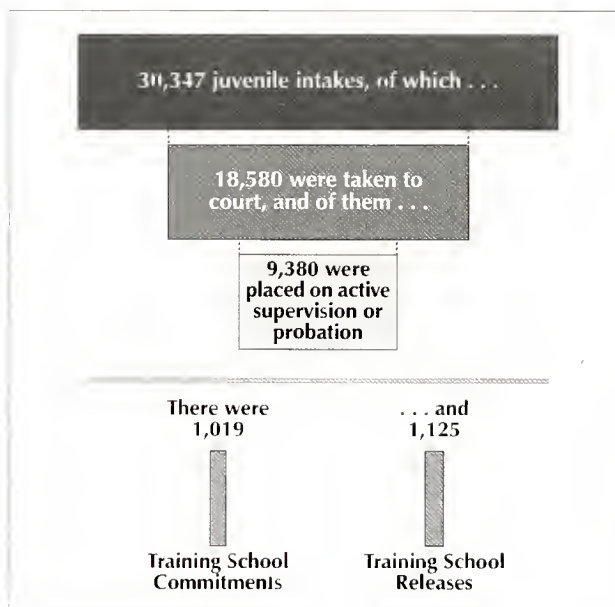 30,347 juvenile intakes, of which . . .
18,580 were taken to
court, and of them . . .
9,380 were
placed on active
supervision or
probation
There were
1,019
. . . and
1,125
Training School
Commitments
Training School
Releases